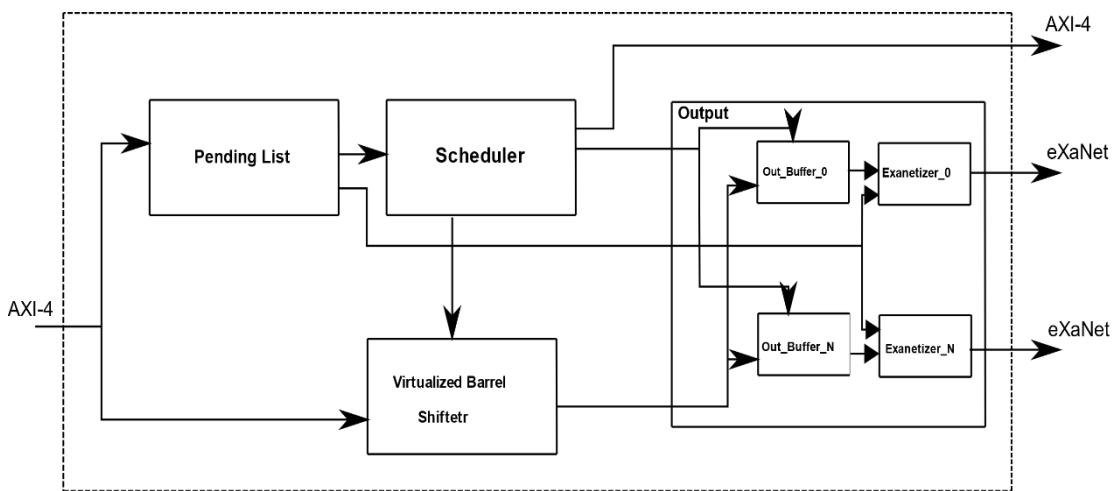 AXI-4
Output
Pending List
Scheduler
eXaNet
Out_Buffer_0
Exanetizer_0
AXI-4
eXaNet
Out_Buffer_N
Exanetizer_N
Virtualized Barrel
Shiftetr